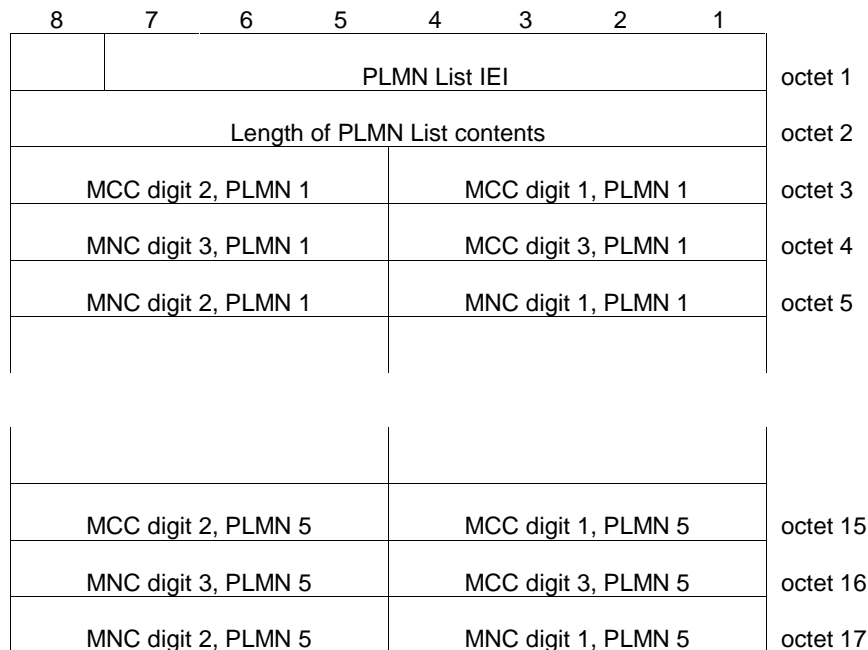 8 7 6 5 4 3 2 1
PLMN List IEI octet 1
Length of PLMN List contents octet 2
MCC digit 2, PLMN 1 MCC digit 1, PLMN 1 octet 3
MNC digit 3, PLMN 1 MCC digit 3, PLMN 1 octet 4
MNC digit 2, PLMN 1 MNC digit 1, PLMN 1 octet 5
MCC digit 2, PLMN 5 MCC digit 1, PLMN 5 octet 15
MNC digit 3, PLMN 5 MCC digit 3, PLMN 5 octet 16
MNC digit 2, PLMN 5 MNC digit 1, PLMN 5 octet 17